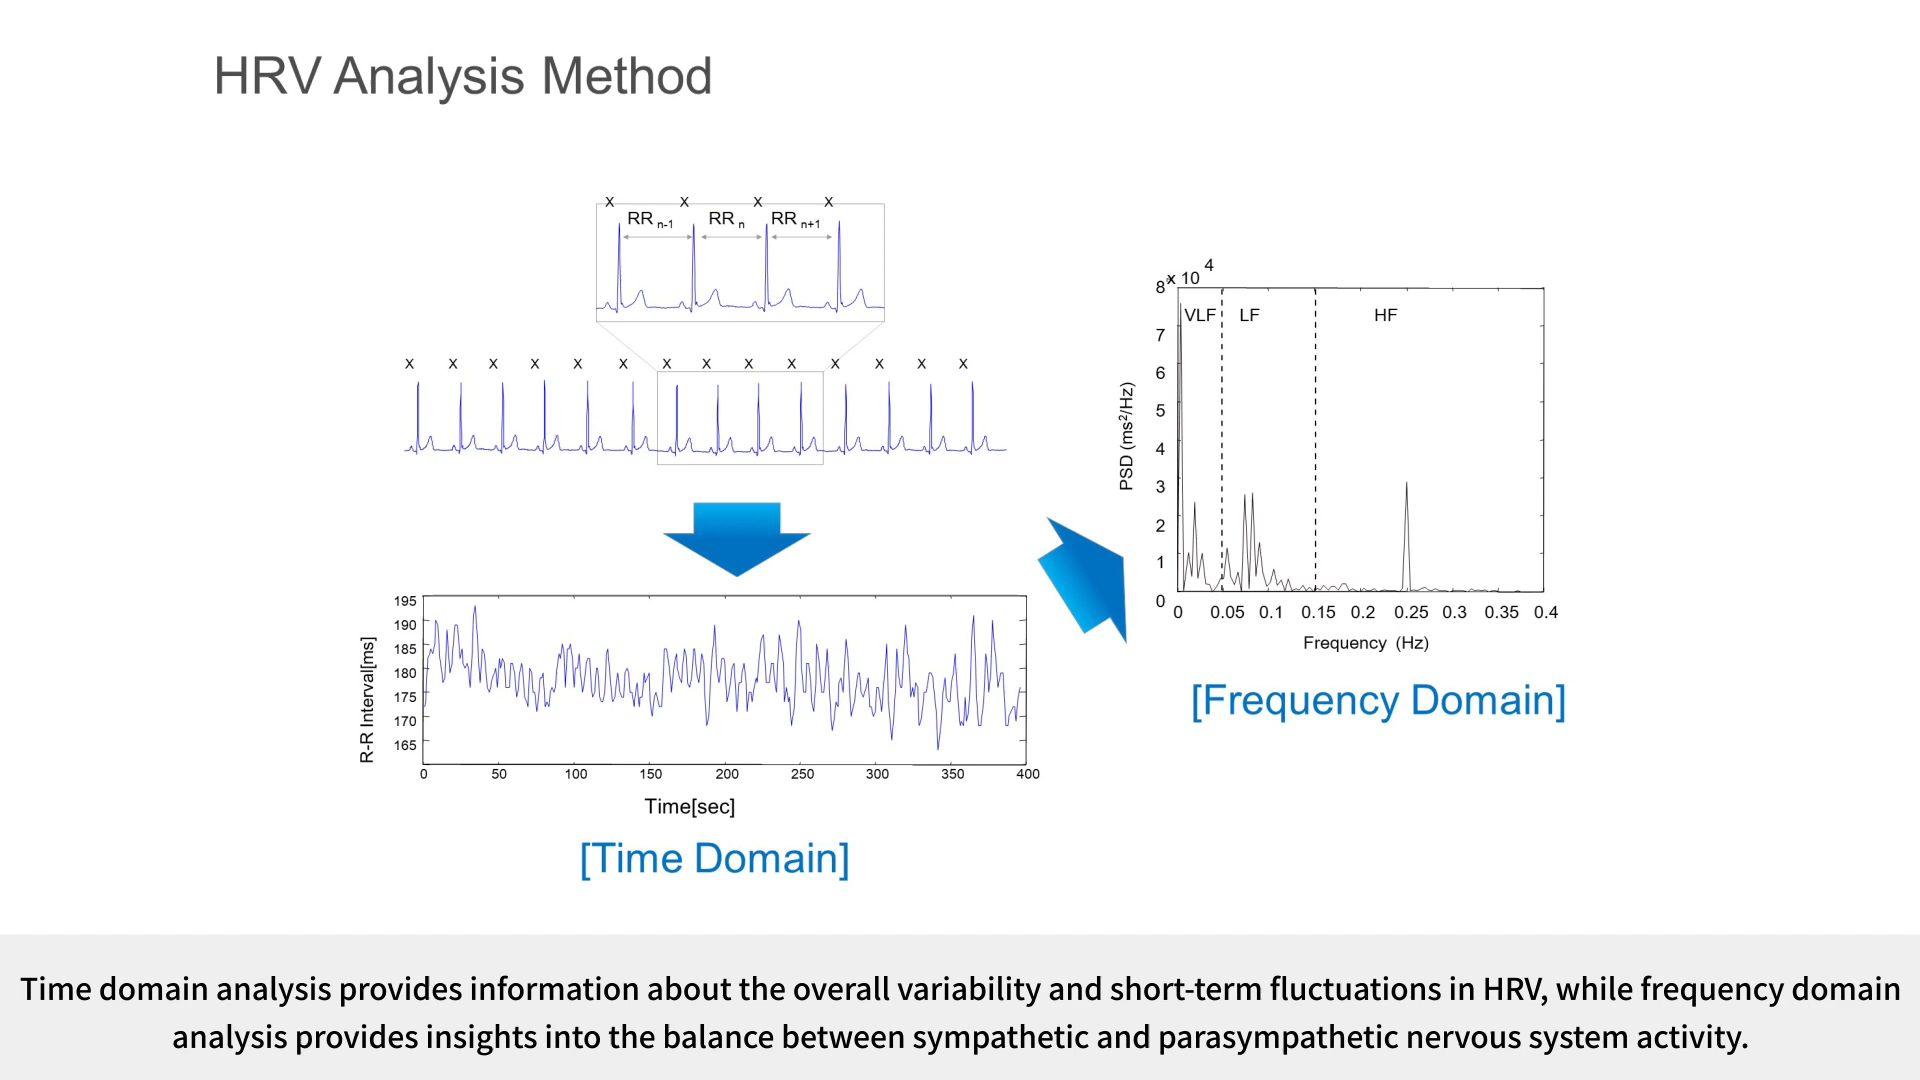 HRV Analysis Method
X X X X
RR n-1 RR n RR n+1
X X X X X X X X X X X X X X
195
190
185
180
175
170
165
R-R Interval[ms]
0 50 100 150 200 250 300 350 400
Time[sec]
[Time Domain]
8x 10 4
VLF LF HF
7
6
5
4
3
2
1
0
PSD (ms²/Hz)
0 0.05 0.1 0.15 0.2 0.25 0.3 0.35 0.4
Frequency (Hz)
[Frequency Domain]
Time domain analysis provides information about the overall variability and short-term fluctuations in HRV, while frequency domain
analysis provides insights into the balance between sympathetic and parasympathetic nervous system activity.